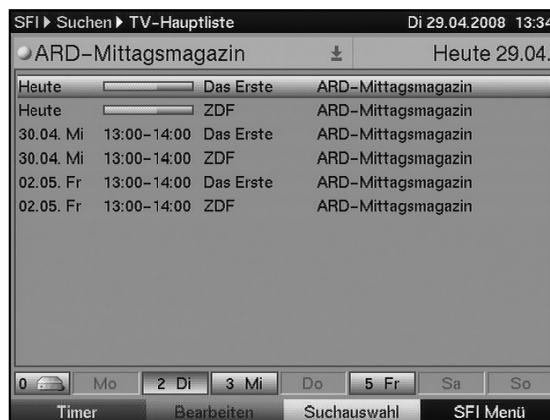 SFI Suchen TV-Hauptliste Di 29.04.2008 13:34
ARD-Mittagsmagazin Heute 29.04.
Heute Das Erste ARD-Mittagsmagazin
Heute ZDF ARD-Mittagsmagazin
30.04. Mi 13:00-14:00 Das Erste ARD-Mittagsmagazin
30.04. Mi 13:00-14:00 ZDF ARD-Mittagsmagazin
02.05. Fr 13:00-14:00 Das Erste ARD-Mittagsmagazin
02.05. Fr 13:00-14:00 ZDF ARD-Mittagsmagazin
0 Mo 2 Di 3 Mi Do 5 Fr Sa So
Timer Bearbeiten Suchauswahl SFI Menü